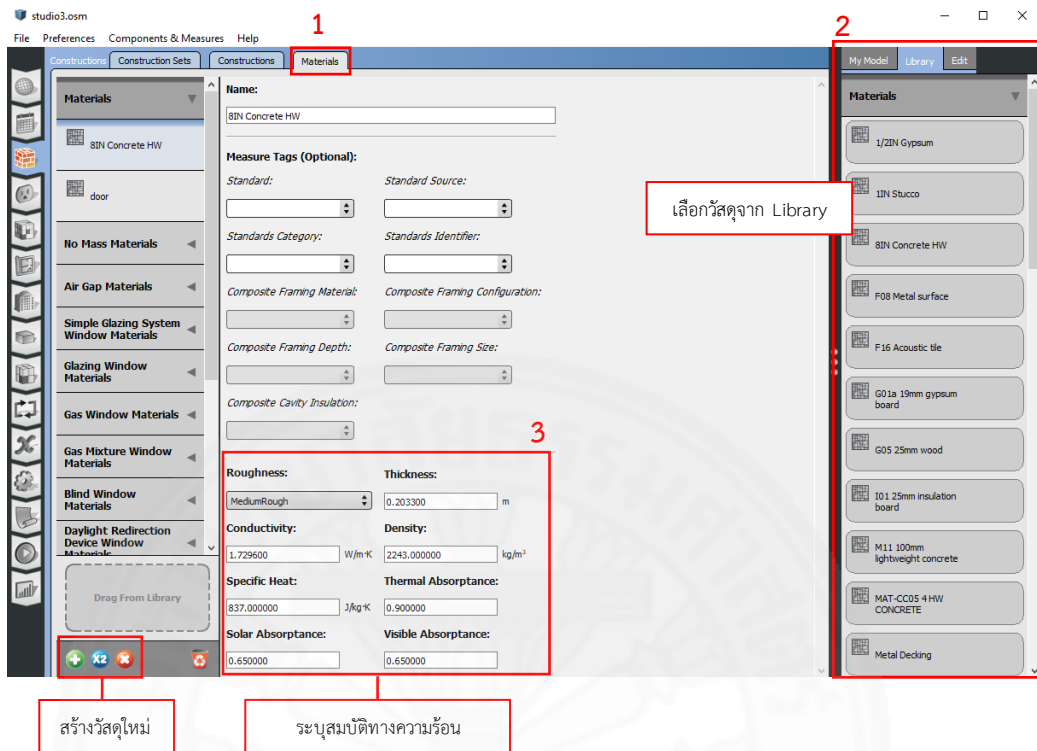 studio3.osm
File Preferences Components & Measures Help
1
2
Constructions Construction Sets Constructions Materials
My Model Library Edit
Materials
8IN Concrete HW
door
No Mass Materials
Air Gap Materials
Simple Glazing System
Window Materials
Glazing Window
Materials
Gas Window Materials
Gas Mixture Window
Materials
Blind Window
Materials
Daylight Redirection
Device Window
Materials
Drag From Library
X2
Name:
8IN Concrete HW
Measure Tags (Optional):
Standard: Standard Source:
Standards Category: Standards Identifier:
Composite Framing Material: Composite Framing Configuration:
Composite Framing Depth: Composite Framing Size:
Composite Cavity Insulation:
3
Roughness: Thickness:
MediumRough 0.203300 m
Conductivity: Density:
1.729600 W/m·K 2243.000000 kg/m³
Specific Heat: Thermal Absorptance:
837.000000 J/kg·K 0.900000
Solar Absorptance: Visible Absorptance:
0.650000 0.650000
เลือกวัสดุจาก Library
Materials
1/2IN Gypsum
1IN Stucco
8IN Concrete HW
F08 Metal surface
F16 Acoustic tile
G01a 19mm gypsum
board
G05 25mm wood
I01 25mm insulation
board
M11 100mm
lightweight concrete
MAT-CC05 4 HW
CONCRETE
Metal Decking
สร้างวัสดุใหม่
ระบุสมบัติทางความร้อน